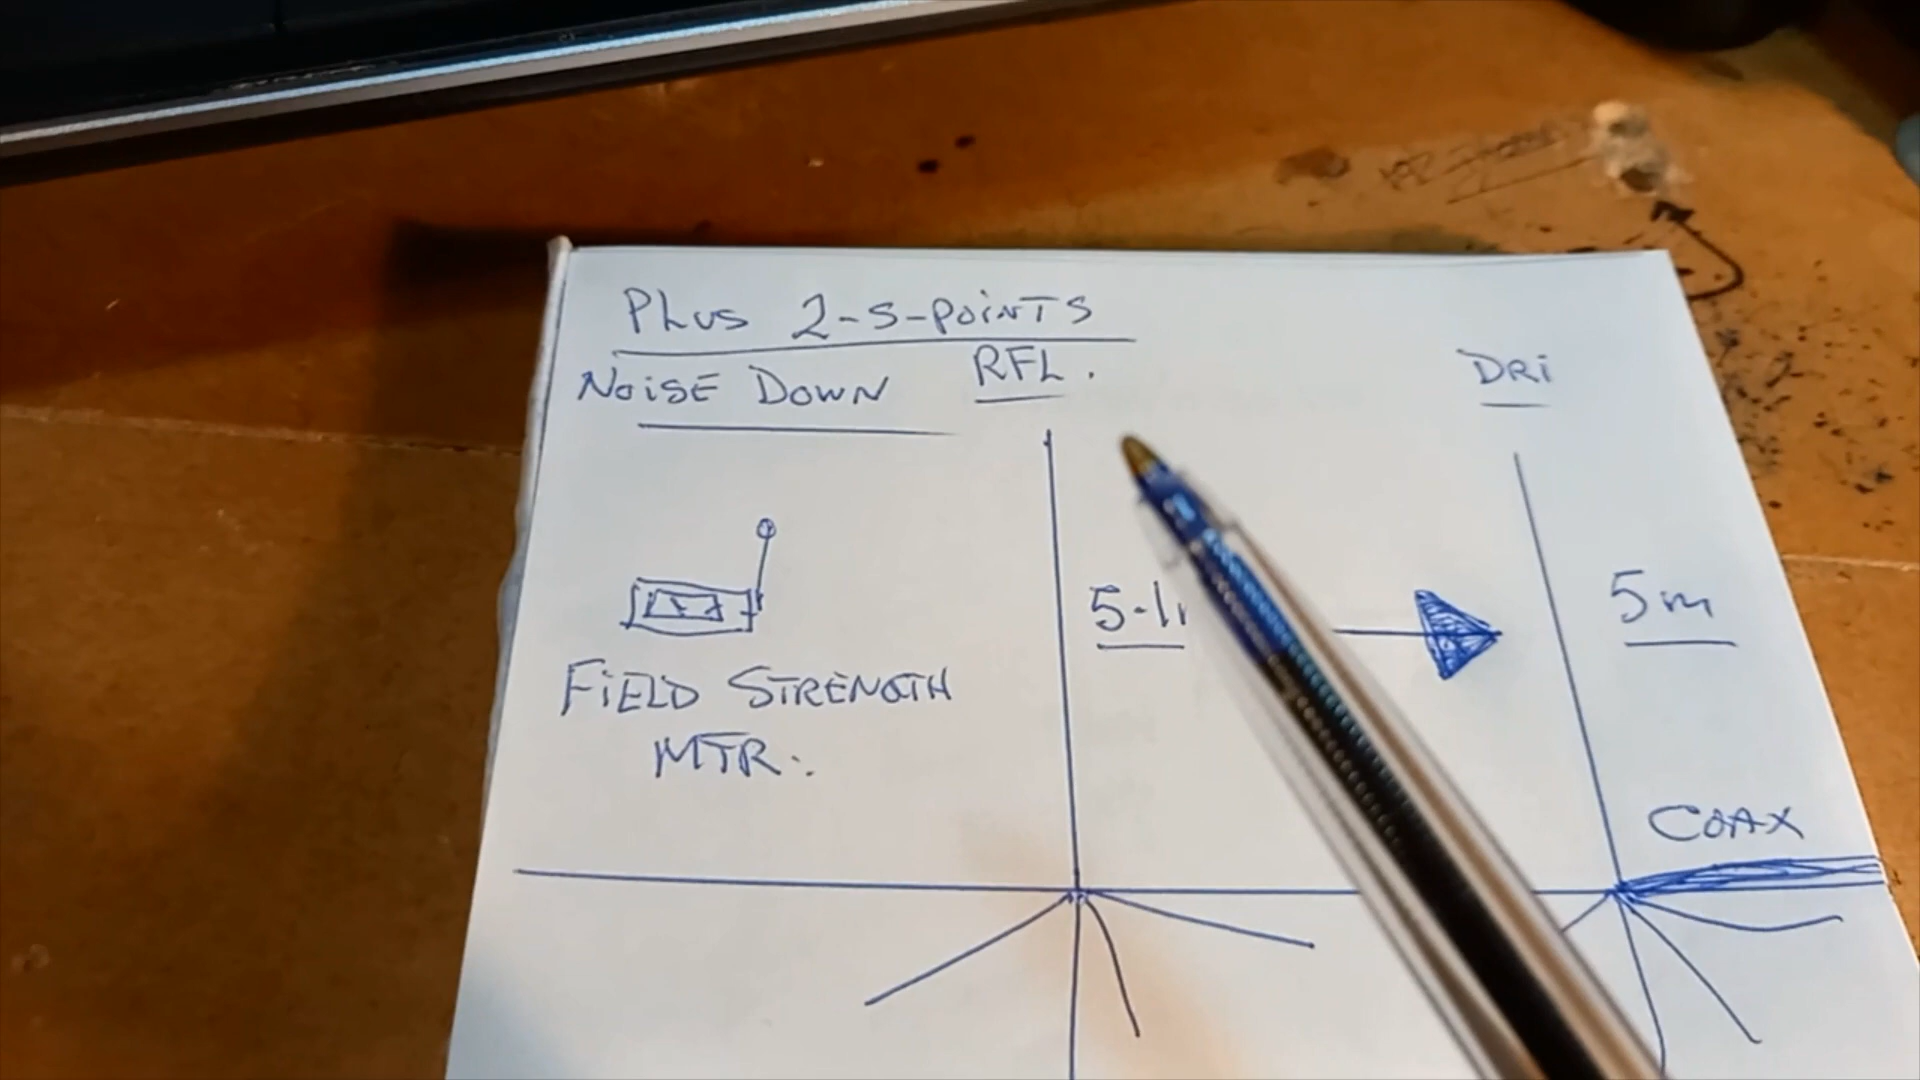 Plus 2-S-POINTS
NOISE DOWN RFL.
DRi
5m
FIELD STRENGTH
MTR.
COAX